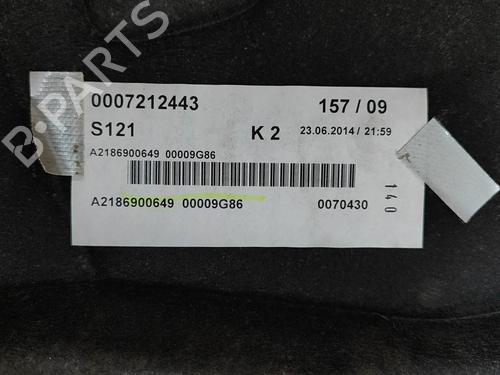 B-PARTS
0007212443 157 / 09
S121 K 2 23.06.2014 / 21:59
A2186900649 00009G86
A2186900649 00009G86 0070430
140